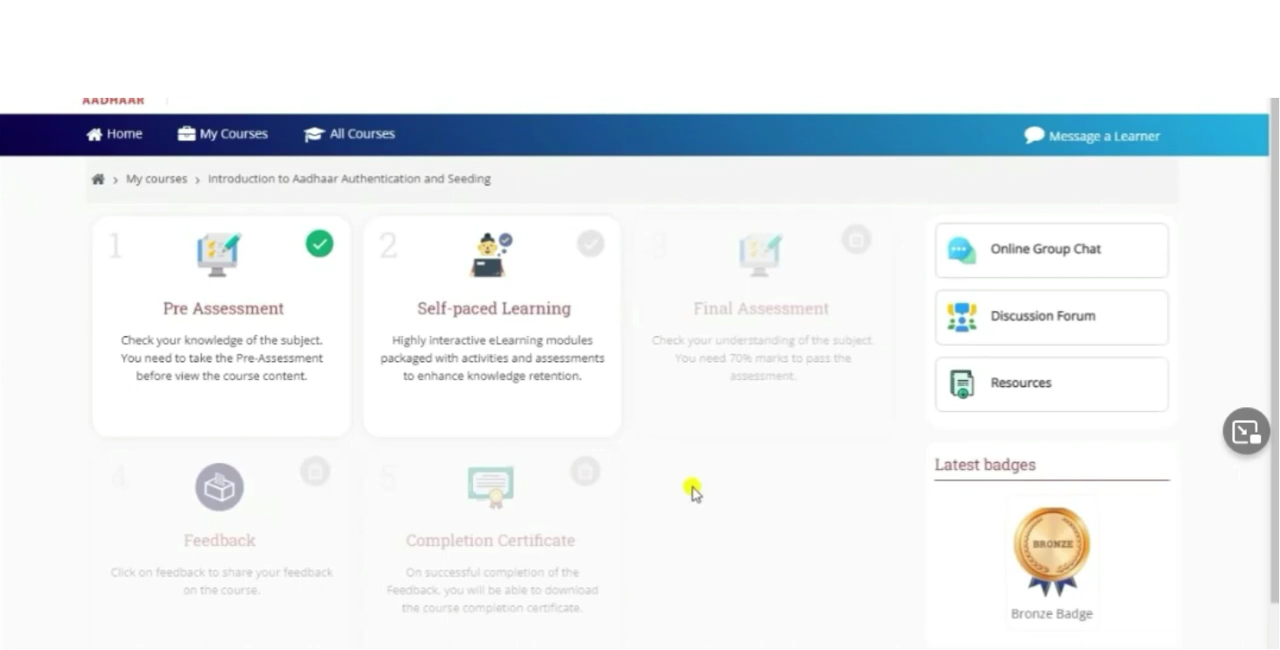 AADHAAR
Home
My Courses
All Courses
Message a Learner
> My courses > Introduction to Aadhaar Authentication and Seeding
1
Pre Assessment
Check your knowledge of the subject.
You need to take the Pre-Assessment
before view the course content.
2
Self-paced Learning
Highly interactive eLearning modules
packaged with activities and assessments
to enhance knowledge retention.
3
Final Assessment
Check your understanding of the subject.
You need 70% marks to pass the
assessment.
4
Feedback
Click on feedback to share your feedback
on the course.
5
Completion Certificate
On successful completion of the
Feedback, you will be able to download
the course completion certificate.
Online Group Chat
Discussion Forum
Resources
Latest badges
BRONZE
Bronze Badge